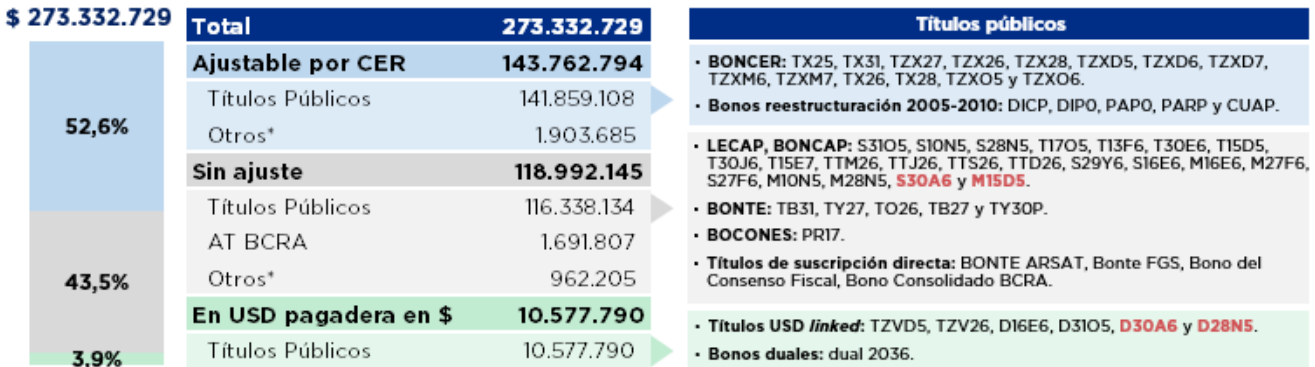 $ 273.332.729
52,6%
43,5%
3,9%
Total 273.332.729
Ajustable por CER 143.762.794
Títulos Públicos 141.859.108
Otros* 1.903.685
Sin ajuste 118.992.145
Títulos Públicos 116.338.134
AT BCRA 1.691.807
Otros* 962.205
En USD pagadera en $ 10.577.790
Títulos Públicos 10.577.790
Títulos públicos
• BONCER: TX25, TX31, TZX27, TZX26, TZX28, TZXD5, TZXD6, TZXD7,
TZXM6, TZXM7, TX26, TX28, TZXO5 y TZXO6.
• Bonos reestructuración 2005-2010: DICP, DIP0, PAP0, PARP y CUAP.
• LECAP, BONCAP: S31O5, S10N5, S28N5, T17O5, T13F6, T30E6, T15D5,
T30J6, T15E7, TTM26, TTJ26, TTS26, TTD26, S29Y6, S16E6, M16E6, M27F6,
S27F6, M10N5, M28N5, S30A6 y M15D5.
• BONTE: TB31, TY27, TO26, TB27 y TY30P.
• BOCONES: PR17.
• Títulos de suscripción directa: BONTE ARSAT, Bonte FGS, Bono del
Consenso Fiscal, Bono Consolidado BCRA.
• Títulos USD linked: TZVD5, TZV26, D16E6, D31O5, D30A6 y D28N5.
• Bonos duales: dual 2036.